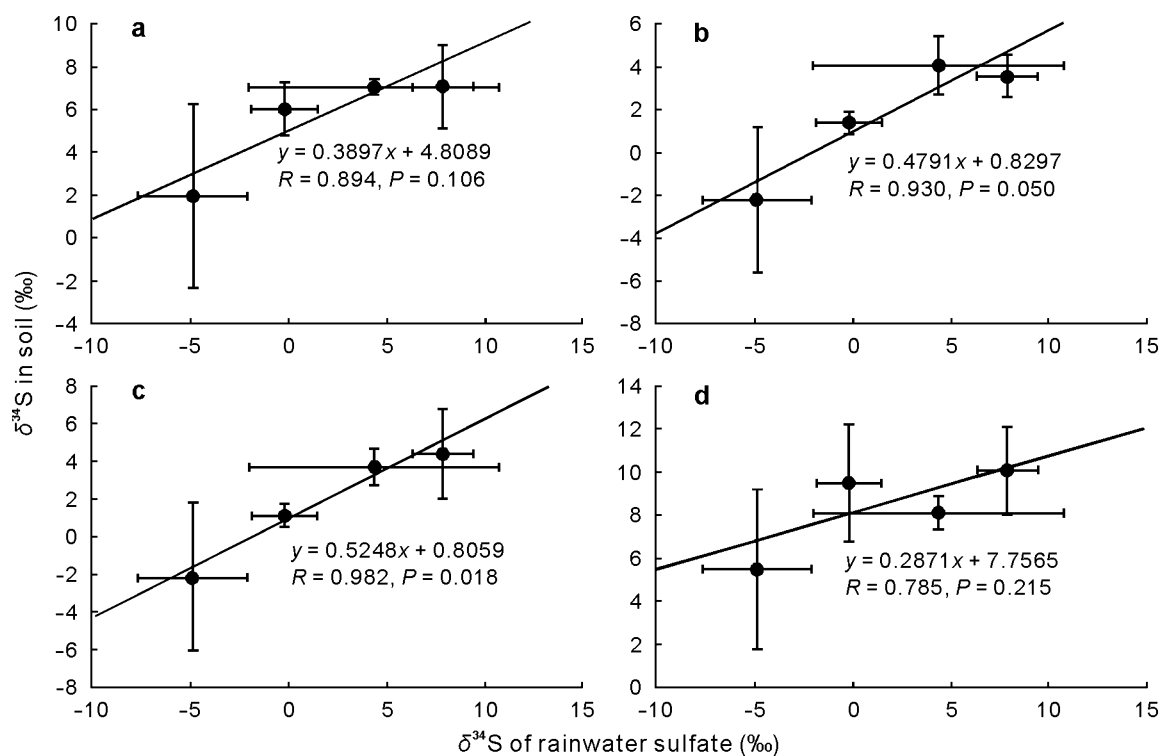 a
10
8
6
4
2
0
-2
-4
-10 -5 0 5 10 15
y = 0.3897x + 4.8089
R = 0.894, P = 0.106
b
6
4
2
0
-2
-4
-6
-8
-10 -5 0 5 10 15
y = 0.4791x + 0.8297
R = 0.930, P = 0.050
δ³⁴S in soil (‰)
c
8
6
4
2
0
-2
-4
-6
-8
-10 -5 0 5 10 15
y = 0.5248x + 0.8059
R = 0.982, P = 0.018
d
14
12
10
8
6
4
2
0
-10 -5 0 5 10 15
y = 0.2871x + 7.7565
R = 0.785, P = 0.215
δ³⁴S of rainwater sulfate (‰)